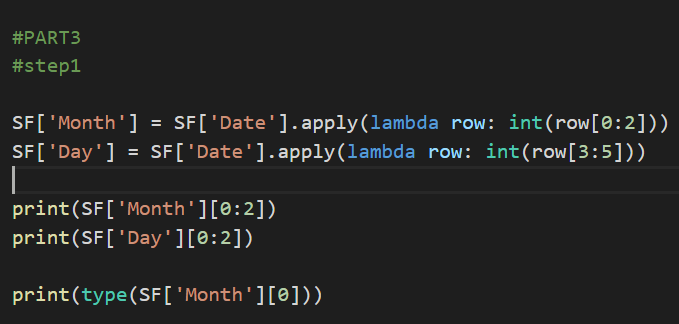 #PART3
#step1
SF['Month'] = SF['Date'].apply(lambda row: int(row[0:2]))
SF['Day'] = SF['Date'].apply(lambda row: int(row[3:5]))
print(SF['Month'][0:2])
print(SF['Day'][0:2])
print(type(SF['Month'][0]))